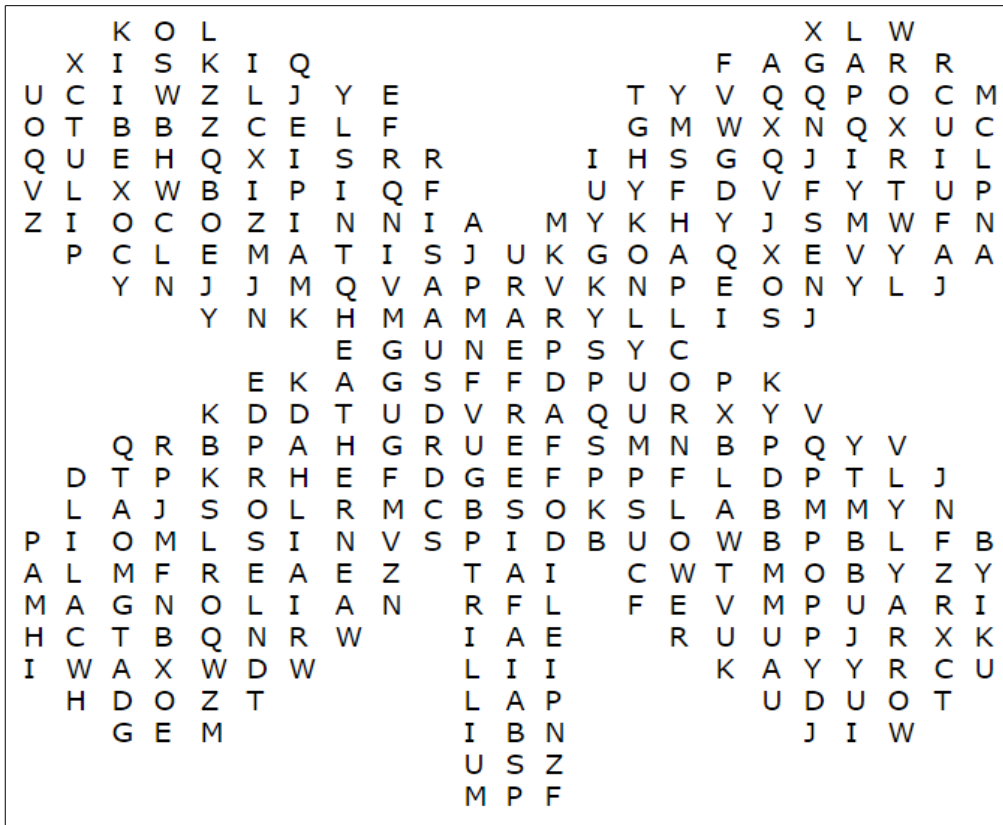 K O L X L W
X I S K I Q F A G A R R
U C I W Z L J Y E T Y V Q Q P O C M
O T B B Z C E L F G M W X N Q X U C
Q U E H Q X I S R R I H S G Q J I R I L
V L X W B I P I Q F U Y F D V F Y T U P
Z I O C O Z I N N I A M Y K H Y J S M W F N
P C L E M A T I S J U K G O A Q X E V Y A A
Y N J J M Q V A P R V K N P E O N Y L J
Y N K H M A M A R Y L L I S J
E G U N E P S Y C
E K A G S F F D P U O P K
K D D T U D V R A Q U R X Y V
Q R B P A H G R U E F S M N B P Q Y V
D T P K R H E F D G E F P P F L D P T L J
L A J S O L R M C B S O K S L A B M M Y N
P I O M L S I N V S P I D B U O W B P B L F B
A L M F R E A E Z T A I C W T M O B Y Z Y
M A G N O L I A N R F L F E V M P U A R I
H C T B Q N R W I A E R U U P J R X K
I W A X W D W L I I K A Y Y R C U
H D O Z T L A P U D U O T
G E M I B N J I W
U S Z
M P F